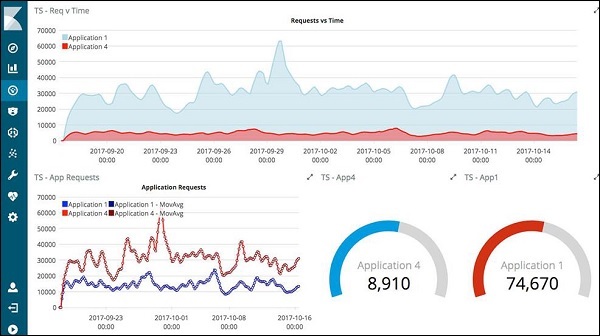 TS - Req v Time
Requests vs Time
70000
Application 1
60000
Application 4
50000
40000
30000
20000
10000
0
2017-09-20 2017-09-23 2017-09-26 2017-09-29 2017-10-02 2017-10-05 2017-10-08 2017-10-11 2017-10-14
00:00 00:00 00:00 00:00 00:00 00:00 00:00 00:00 00:00
TS - App Requests
Application Requests
70000
Application 1 Application 1 - MovAvg
60000
Application 4 Application 4 - MovAvg
50000
40000
30000
20000
10000
0
2017-09-23 2017-10-01 2017-10-08 2017-10-16
00:00 00:00 00:00 00:00
TS - App4
Application 4
8,910
TS - App1
Application 1
74,670